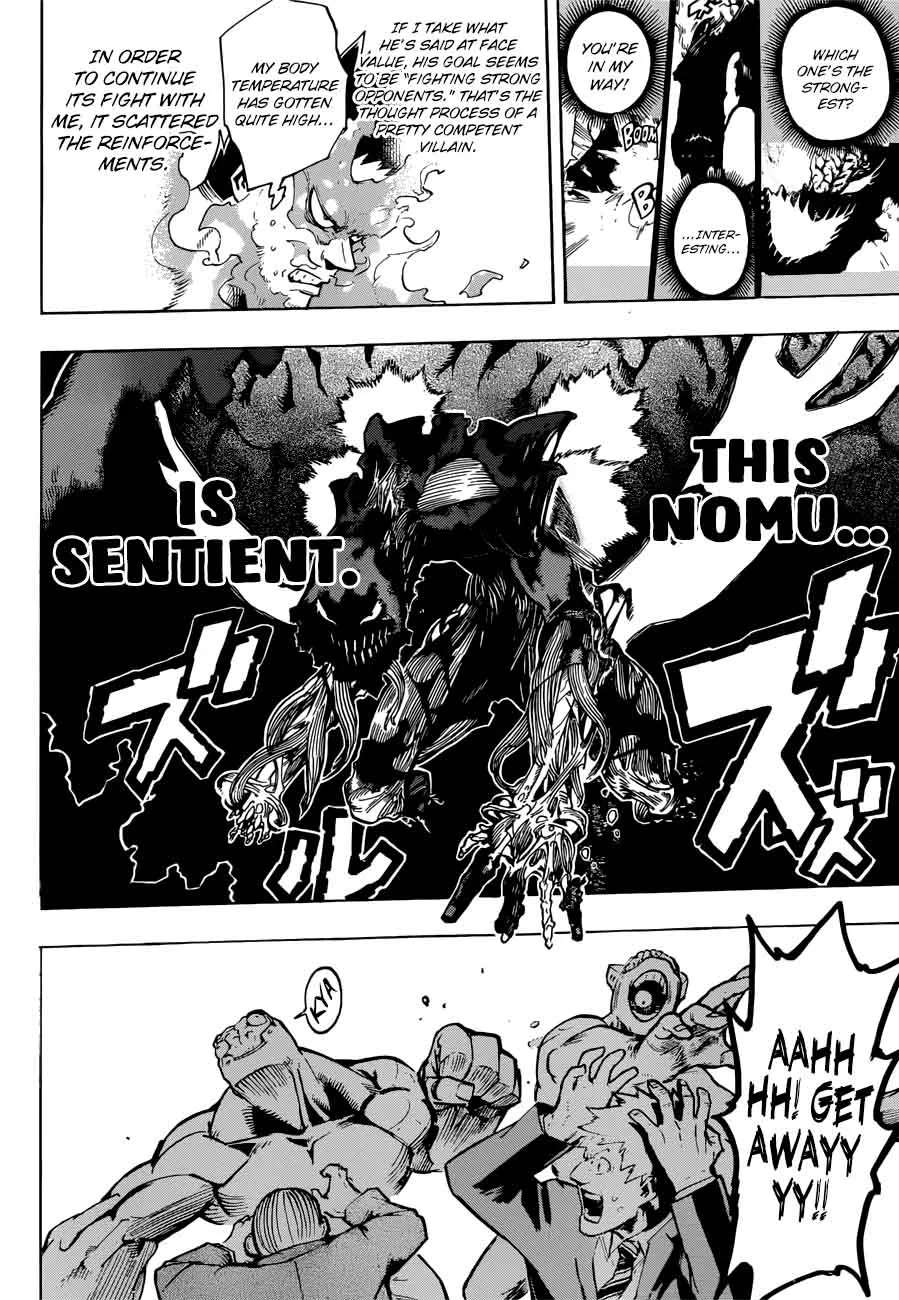 WHICH
ONE'S THE
STRONG-
EST?
...INTER-
ESTING...
YOU'RE
IN MY
WAY!
BOOM
IF I TAKE WHAT
HE'S SAID AT FACE
VALUE, HIS GOAL SEEMS
TO BE "FIGHTING STRONG
OPPONENTS." THAT'S THE
THOUGHT PROCESS OF A
PRETTY COMPETENT
VILLAIN.
MY BODY
TEMPERATURE
HAS GOTTEN
QUITE HIGH...
IN ORDER
TO CONTINUE
ITS FIGHT WITH
ME, IT SCATTERED
THE REINFORCE-
MENTS.
THIS
NOMU...
IS
SENTIENT.
ズズ
ズル
AAHH
HH! GET
AWAYY
YY!!
KYA